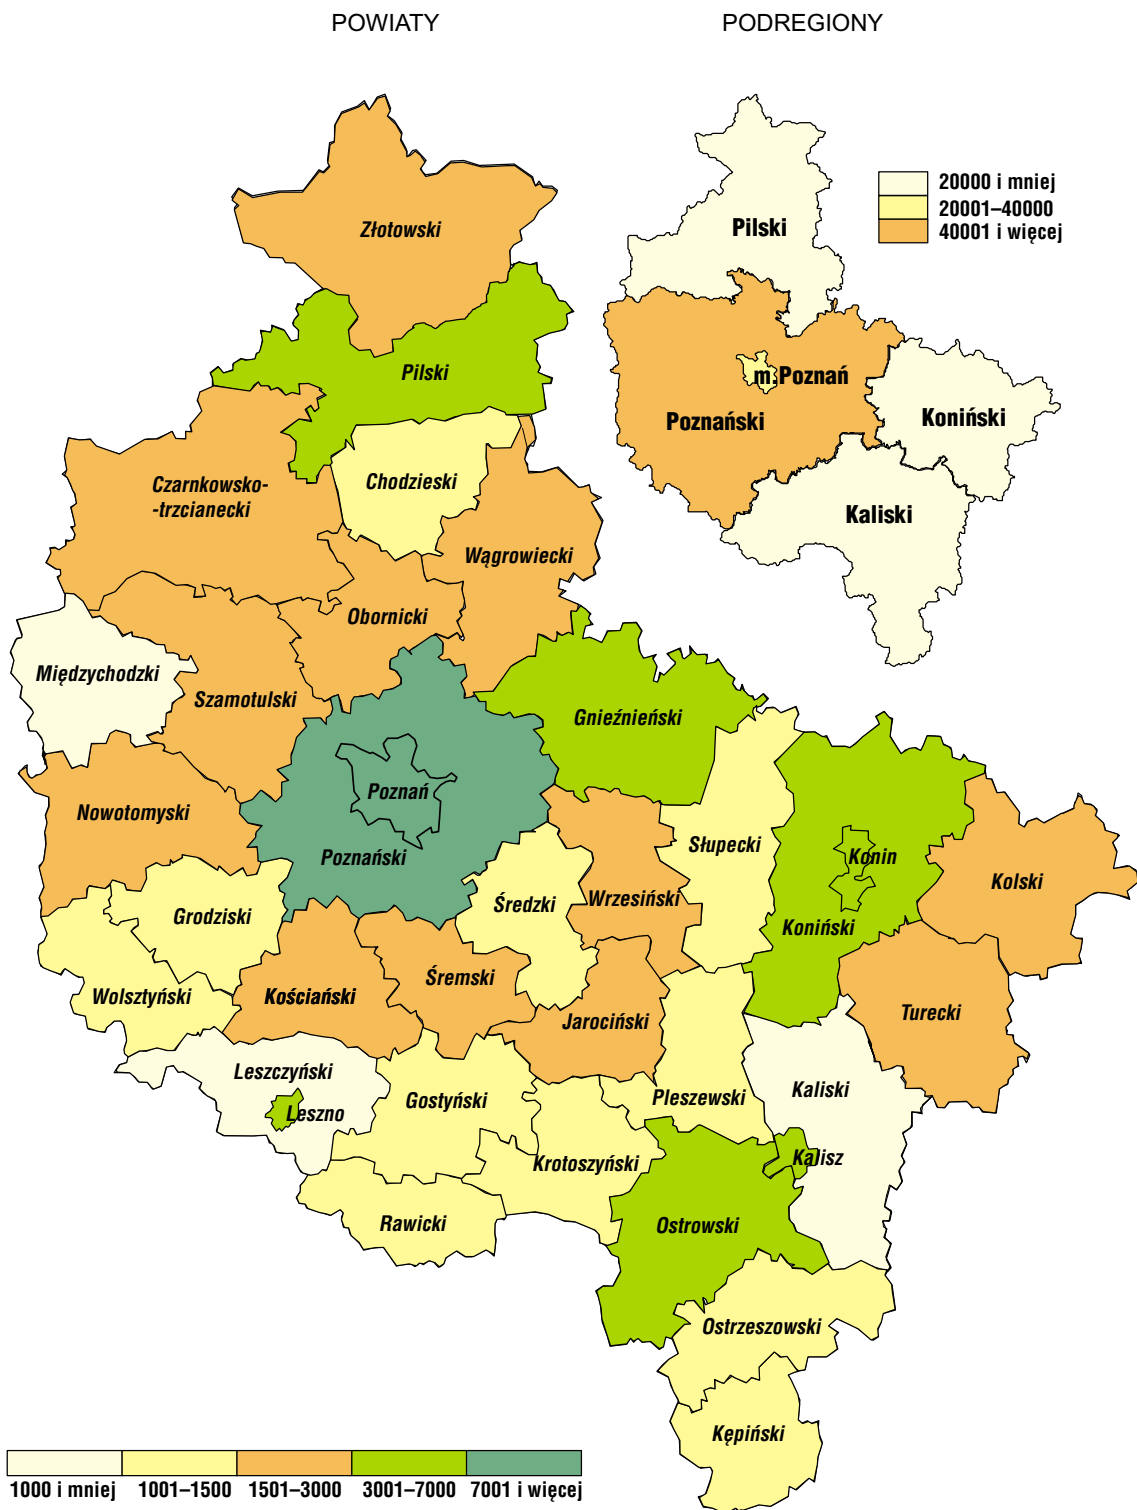 POWIATY
PODREGIONY
20000 i mniej
20001–40000
40001 i więcej
Pilski
m.Poznań
Poznański
Koniński
Kaliski
Złotowski
Pilski
Chodzieski
Czarnkowsko-
-trzcianecki
Wągrowiecki
Obornicki
Międzychodzki
Szamotulski
Gnieźnieński
Poznań
Nowotomyski
Poznański
Słupecki
Konin
Kolski
Grodziski
Średzki
Wrzesiński
Koniński
Wolsztyński
Kościański
Śremski
Jarociński
Turecki
Leszczyński
Leszno
Gostyński
Pleszewski
Kaliski
Krotoszyński
Kalisz
Rawicki
Ostrowski
Ostrzeszowski
Kępiński
1000 i mniej
1001–1500
1501–3000
3001–7000
7001 i więcej